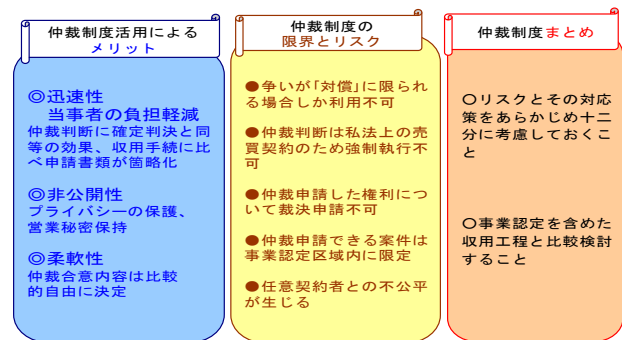 仲裁制度活用による
メリット
◎迅速性
当事者の負担軽減
仲裁判断に確定判決と同
等の効果、収用手続に比
べ申請書類が簡略化
◎非公開性
プライバシーの保護、
営業秘密保持
◎柔軟性
仲裁合意内容は比較
的自由に決定
仲裁制度の
限界とリスク
●争いが「対償」に限られ
る場合しか利用不可
●仲裁判断は私法上の売
買契約のため強制執行不
可
●仲裁申請した権利につ
いて裁決申請不可
●仲裁申請できる案件は
事業認定区域内に限定
●任意契約者との不公平
が生じる
仲裁制度まとめ
〇リスクとその対応
策をあらかじめ十二
分に考慮しておくこ
と
〇事業認定を含めた
収用工程と比較検討
すること